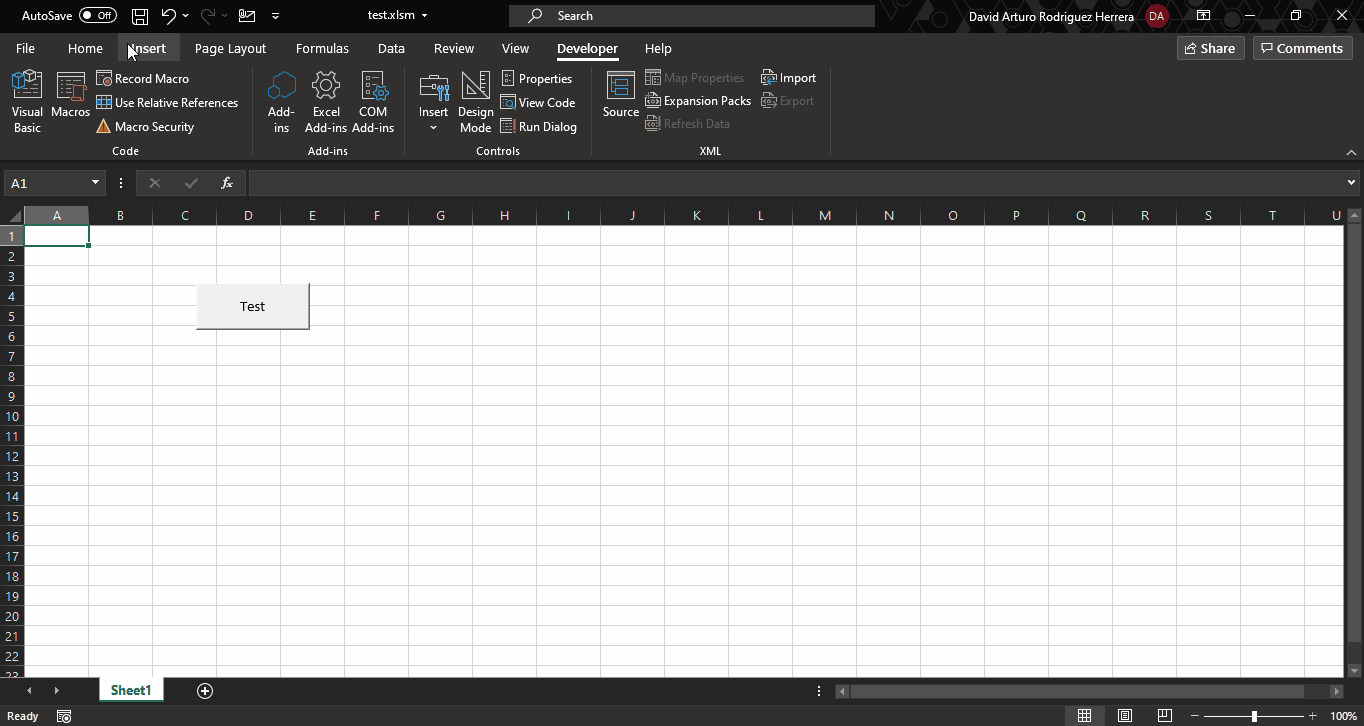 AutoSave Off test.xlsm Search David Arturo Rodriguez Herrera DA
File Home Insert Page Layout Formulas Data Review View Developer Help Share Comments
Visual Basic
Macros
Record Macro
Use Relative References
Macro Security
Code
Add-ins
Excel Add-ins
COM Add-ins
Add-ins
Insert
Design Mode
Properties
View Code
Run Dialog
Controls
Source
Map Properties
Expansion Packs
Refresh Data
Import
Export
XML
A1 fx
A B C D E F G H I J K L M N O P Q R S T U
1
2
3
4
Test
5
6
7
8
9
10
11
12
13
14
15
16
17
18
19
20
21
22
23
Sheet1
Ready 100%